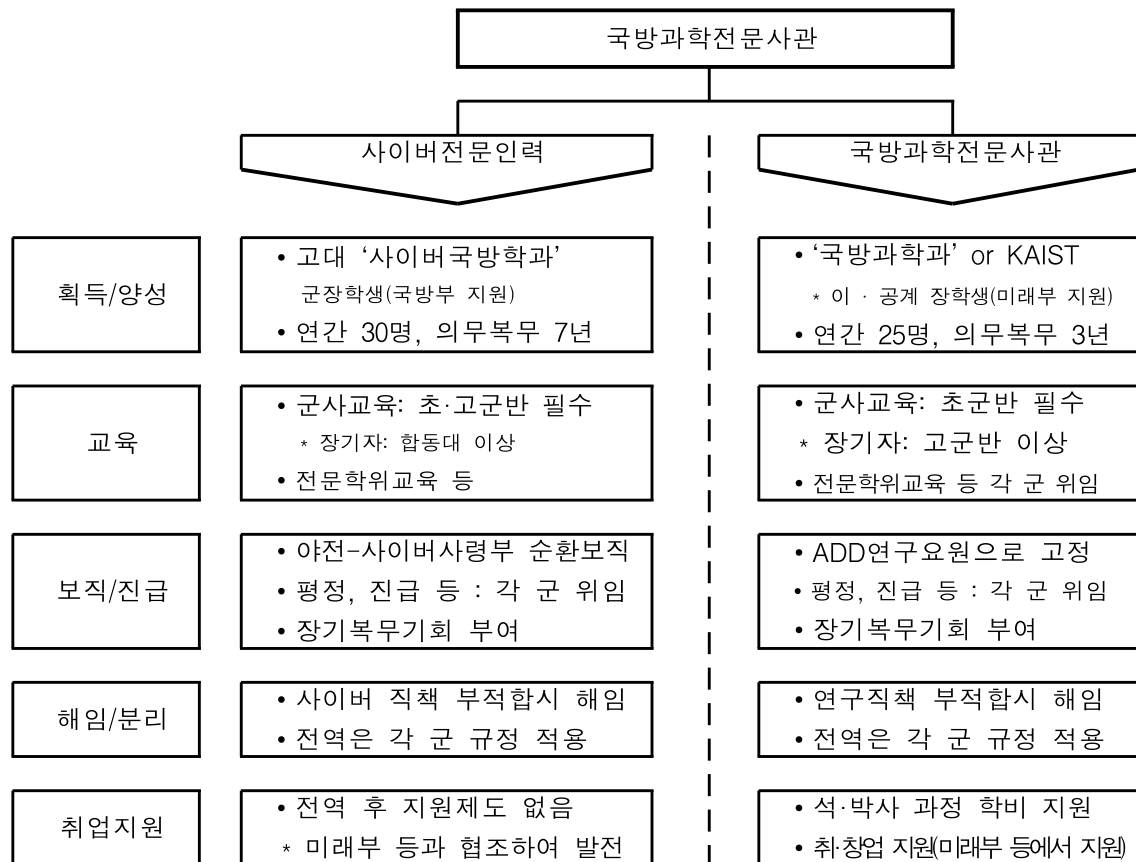 국방과학전문사관
사이버전문인력
국방과학전문사관
획득/양성
• 고대 ‘사이버국방학과’
군장학생(국방부 지원)
• 연간 30명, 의무복무 7년
• ‘국방과학과’ or KAIST
* 이 · 공계 장학생(미래부 지원)
• 연간 25명, 의무복무 3년
교육
• 군사교육: 초·고군반 필수
* 장기자: 합동대 이상
• 전문학위교육 등
• 군사교육: 초군반 필수
* 장기자: 고군반 이상
• 전문학위교육 등 각 군 위임
보직/진급
• 야전-사이버사령부 순환보직
• 평정, 진급 등 : 각 군 위임
• 장기복무기회 부여
• ADD연구요원으로 고정
• 평정, 진급 등 : 각 군 위임
• 장기복무기회 부여
해임/분리
• 사이버 직책 부적합시 해임
• 전역은 각 군 규정 적용
• 연구직책 부적합시 해임
• 전역은 각 군 규정 적용
취업지원
• 전역 후 지원제도 없음
* 미래부 등과 협조하여 발전
• 석·박사 과정 학비 지원
• 취·창업 지원(미래부 등에서 지원)